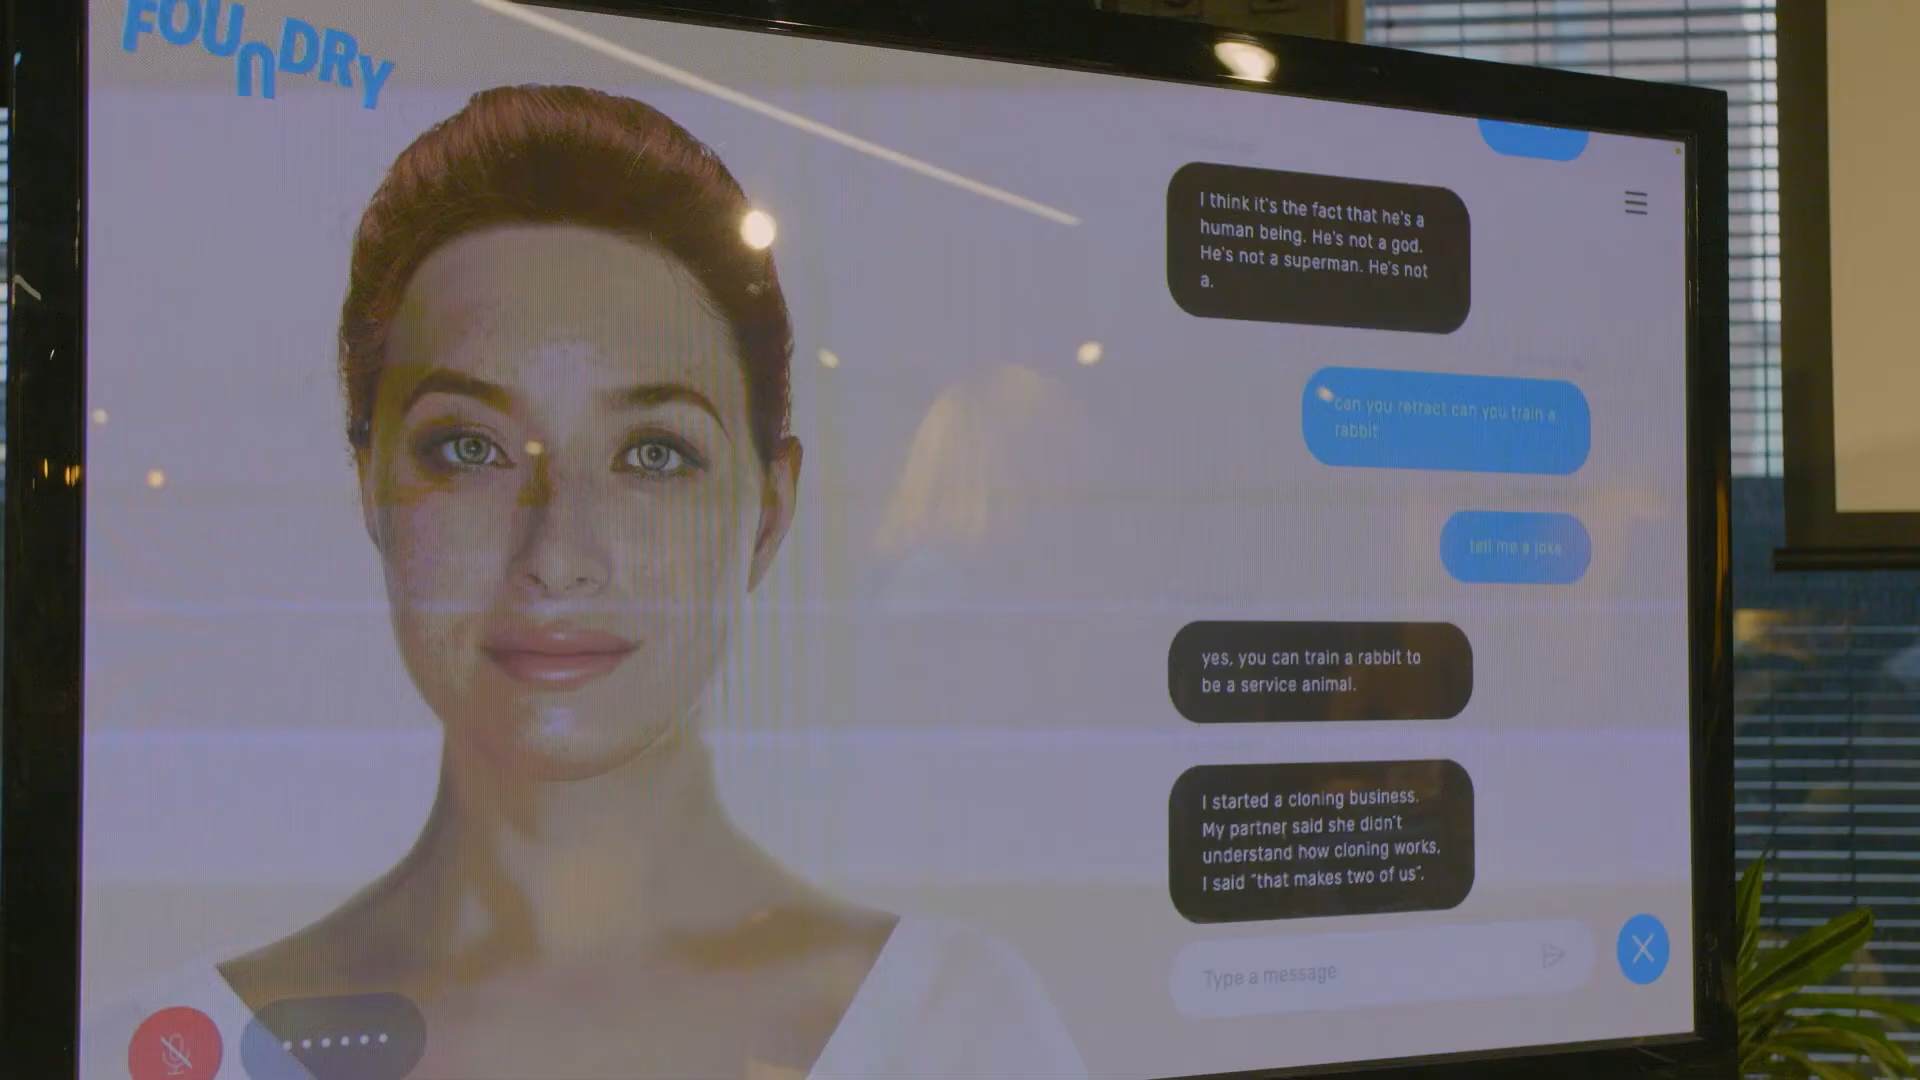 FOUnDRY
I think it's the fact that he's a
human being. He's not a god.
He's not a superman. He's not
a.
can you retract can you train a
rabbit
tell me a joke
yes, you can train a rabbit to
be a service animal.
I started a cloning business.
My partner said she didn't
understand how cloning works,
I said "that makes two of us".
Type a message